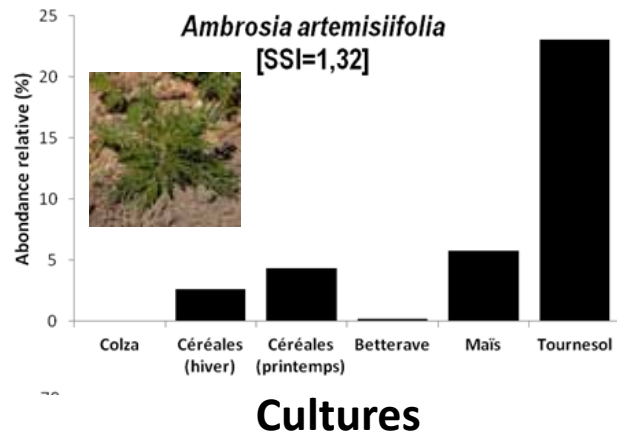 Ambrosia artemisiifolia
[SSI=1,32]
Abondance relative (%)
25
20
15
10
5
0
Colza
Céréales (hiver)
Céréales (printemps)
Betterave
Maïs
Tournesol
Cultures